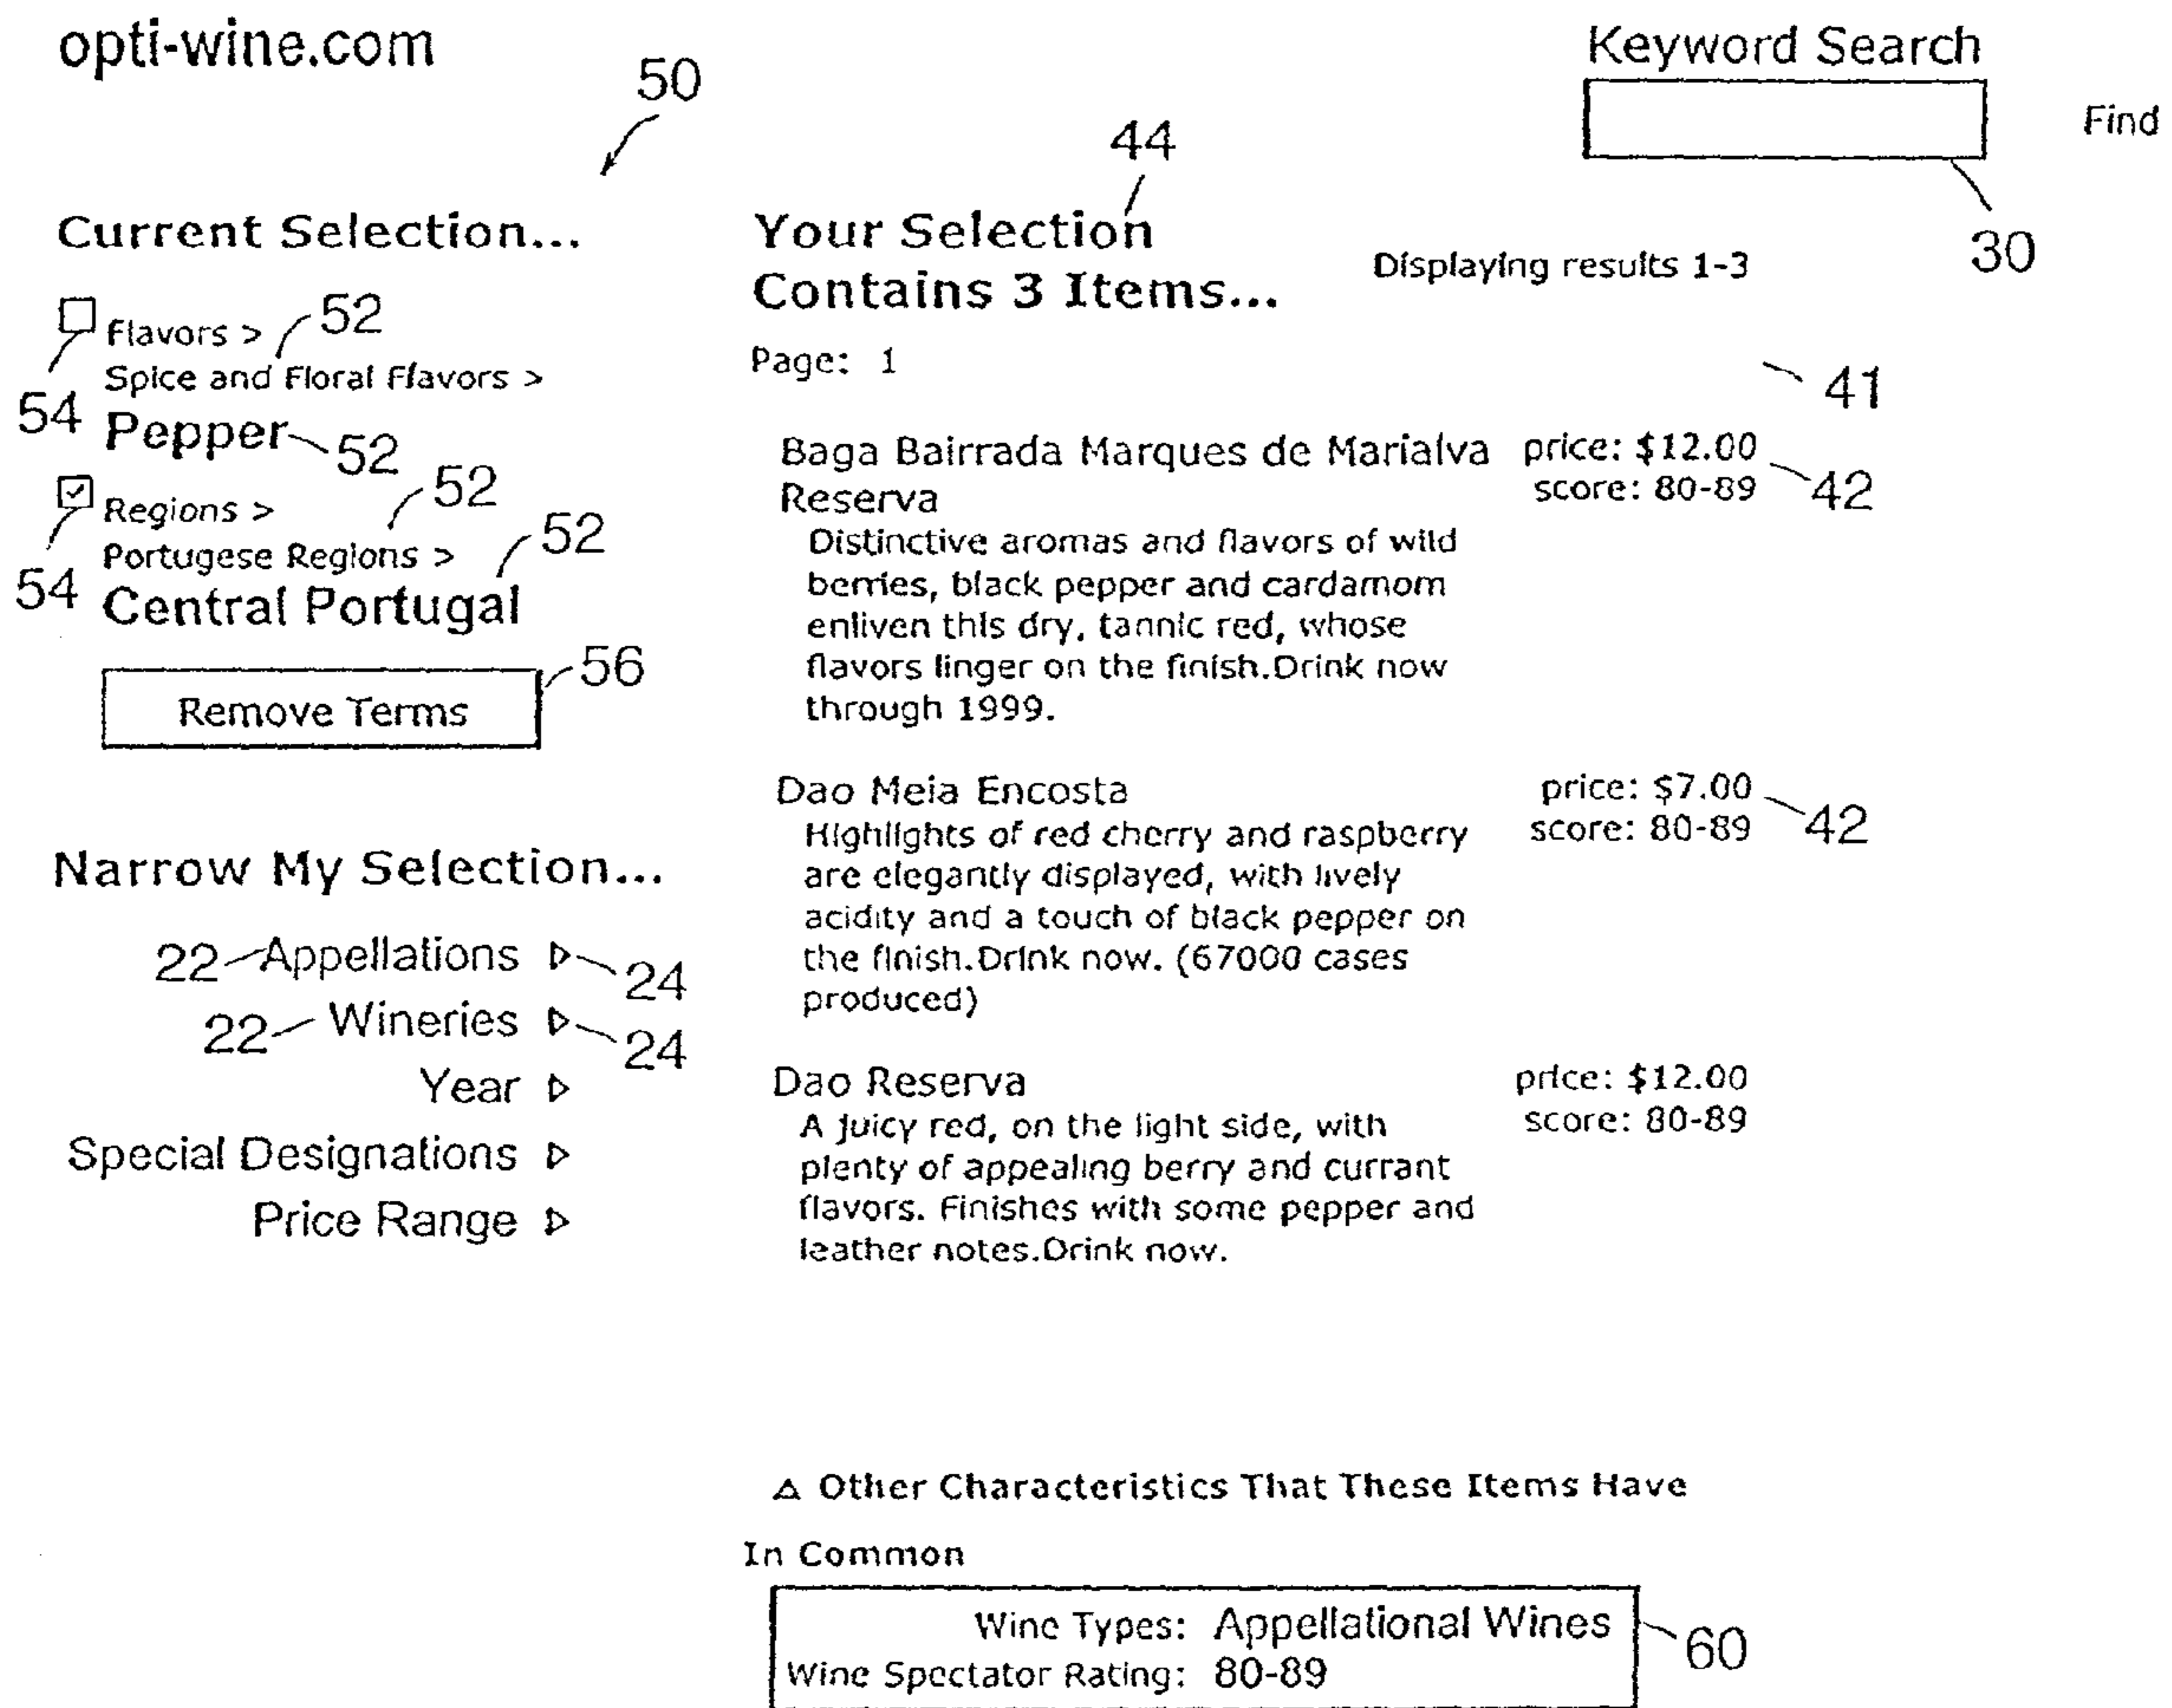 opti-wine.com
50
Keyword Search
Find
30
44
Current Selection...
Flavors >
52
Spice and Floral Flavors >
54
Pepper
52
Regions >
52
Portugese Regions >
52
54
Central Portugal
Remove Terms
56
Narrow My Selection...
22 Appellations 24
22 Wineries 24
Year
Special Designations
Price Range
Your Selection
Contains 3 Items...
Displaying results 1-3
Page: 1
41
Baga Bairrada Marques de Marialva price: $12.00
Reserva score: 80-89 42
Distinctive aromas and flavors of wild
berries, black pepper and cardamom
enliven this dry, tannic red, whose
flavors linger on the finish.Drink now
through 1999.
Dao Meia Encosta price: $7.00
Highlights of red cherry and raspberry score: 80-89 42
are elegantly displayed, with lively
acidity and a touch of black pepper on
the finish.Drink now. (67000 cases
produced)
Dao Reserva price: $12.00
A juicy red, on the light side, with score: 80-89
plenty of appealing berry and currant
flavors. Finishes with some pepper and
leather notes.Drink now.
Other Characteristics That These Items Have
In Common
Wine Types: Appellational Wines
Wine Spectator Rating: 80-89
60